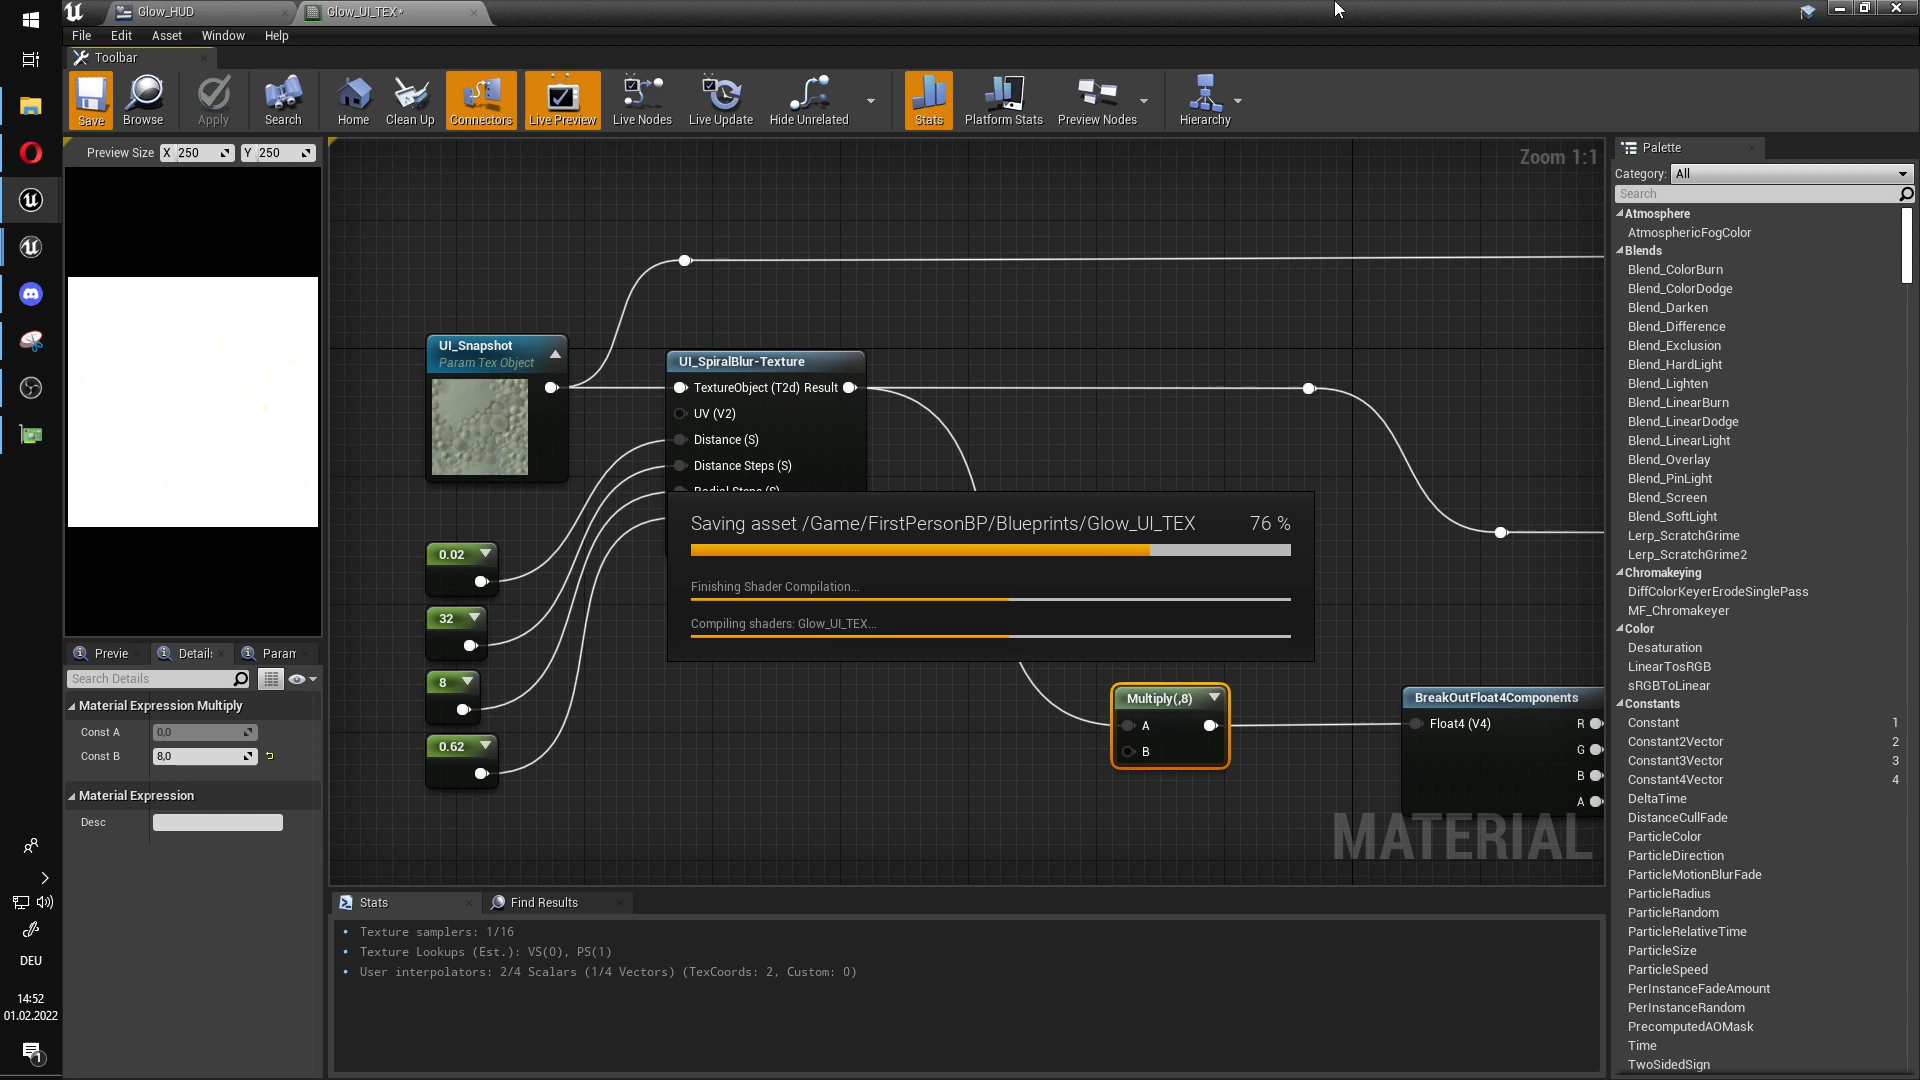 Glow_HUD
Glow_UI_TEX*
File Edit Asset Window Help
Toolbar
Save
Browse
Apply
Search
Home
Clean Up
Connectors
Live Preview
Live Nodes
Live Update
Hide Unrelated
Stats
Platform Stats
Preview Nodes
Hierarchy
Preview Size X 250 Y 250
Zoom 1:1
UI_Snapshot
Param Tex Object
UI_SpiralBlur-Texture
TextureObject (T2d) Result
UV (V2)
Distance (S)
Distance Steps (S)
Radial Steps (S)
0.02
32
8
0.62
Saving asset /Game/FirstPersonBP/Blueprints/Glow_UI_TEX 76 %
Finishing Shader Compilation...
Compiling shaders: Glow_UI_TEX...
Multiply(,8)
A
B
BreakOutFloat4Components
Float4 (V4) R
G
B
A
MATERIAL
Previe
Details
Param
Search Details
Material Expression Multiply
Const A 0,0
Const B 8,0
Material Expression
Desc
Stats
Find Results
Texture samplers: 1/16
Texture Lookups (Est.): VS(0), PS(1)
User interpolators: 2/4 Scalars (1/4 Vectors) (TexCoords: 2, Custom: 0)
Palette
Category: All
Search
Atmosphere
AtmosphericFogColor
Blends
Blend_ColorBurn
Blend_ColorDodge
Blend_Darken
Blend_Difference
Blend_Exclusion
Blend_HardLight
Blend_Lighten
Blend_LinearBurn
Blend_LinearDodge
Blend_LinearLight
Blend_Overlay
Blend_PinLight
Blend_Screen
Blend_SoftLight
Lerp_ScratchGrime
Lerp_ScratchGrime2
Chromakeying
DiffColorKeyerErodeSinglePass
MF_Chromakeyer
Color
Desaturation
LinearTosRGB
sRGBToLinear
Constants
Constant 1
Constant2Vector 2
Constant3Vector 3
Constant4Vector 4
DeltaTime
DistanceCullFade
ParticleColor
ParticleDirection
ParticleMotionBlurFade
ParticleRadius
ParticleRandom
ParticleRelativeTime
ParticleSize
ParticleSpeed
PerInstanceFadeAmount
PerInstanceRandom
PrecomputedAOMask
Time
TwoSidedSign
DEU
14:52
01.02.2022
1